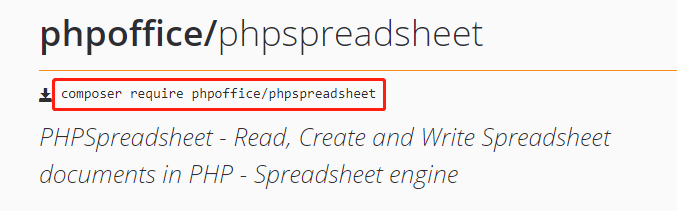 phpoffice/phpspreadsheet
composer require phpoffice/phpspreadsheet
PHPSpreadsheet - Read, Create and Write Spreadsheet
documents in PHP - Spreadsheet engine